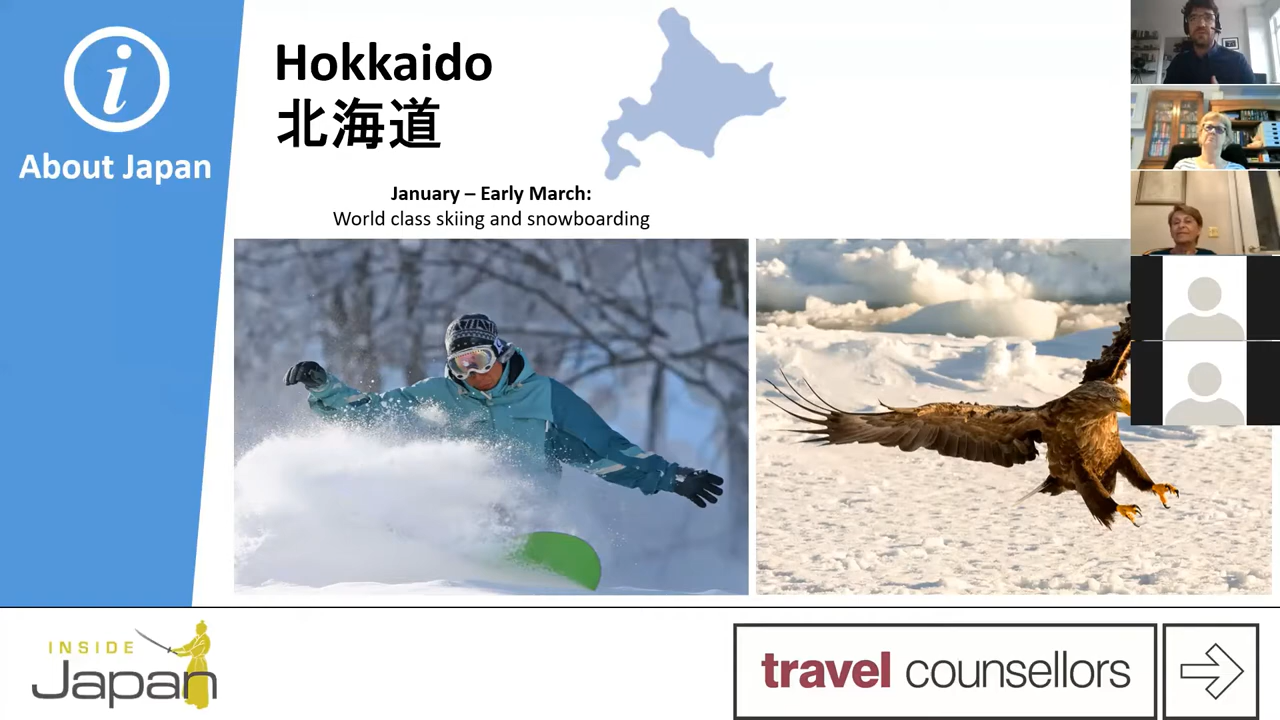 i
About Japan
Hokkaido
北海道
January – Early March:
World class skiing and snowboarding
INSIDE
Japan
travel counsellors